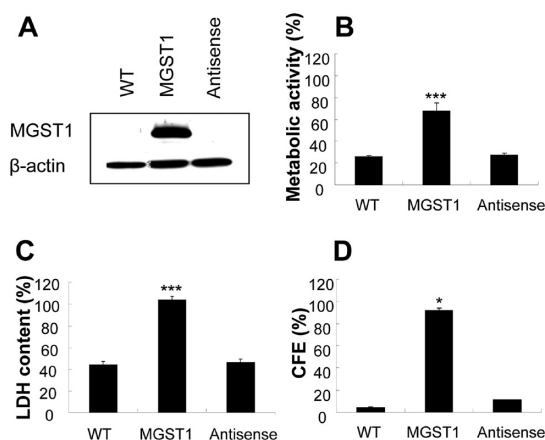 A
WT
MGST1
Antisense
MGST1
β-actin
B
Metabolic activity (%)
120
100
80
60
40
20
0
***
WT MGST1 Antisense
C
LDH content (%)
120
100
80
60
40
20
0
***
WT MGST1 Antisense
D
CFE (%)
120
100
80
60
40
20
0
*
WT MGST1 Antisense